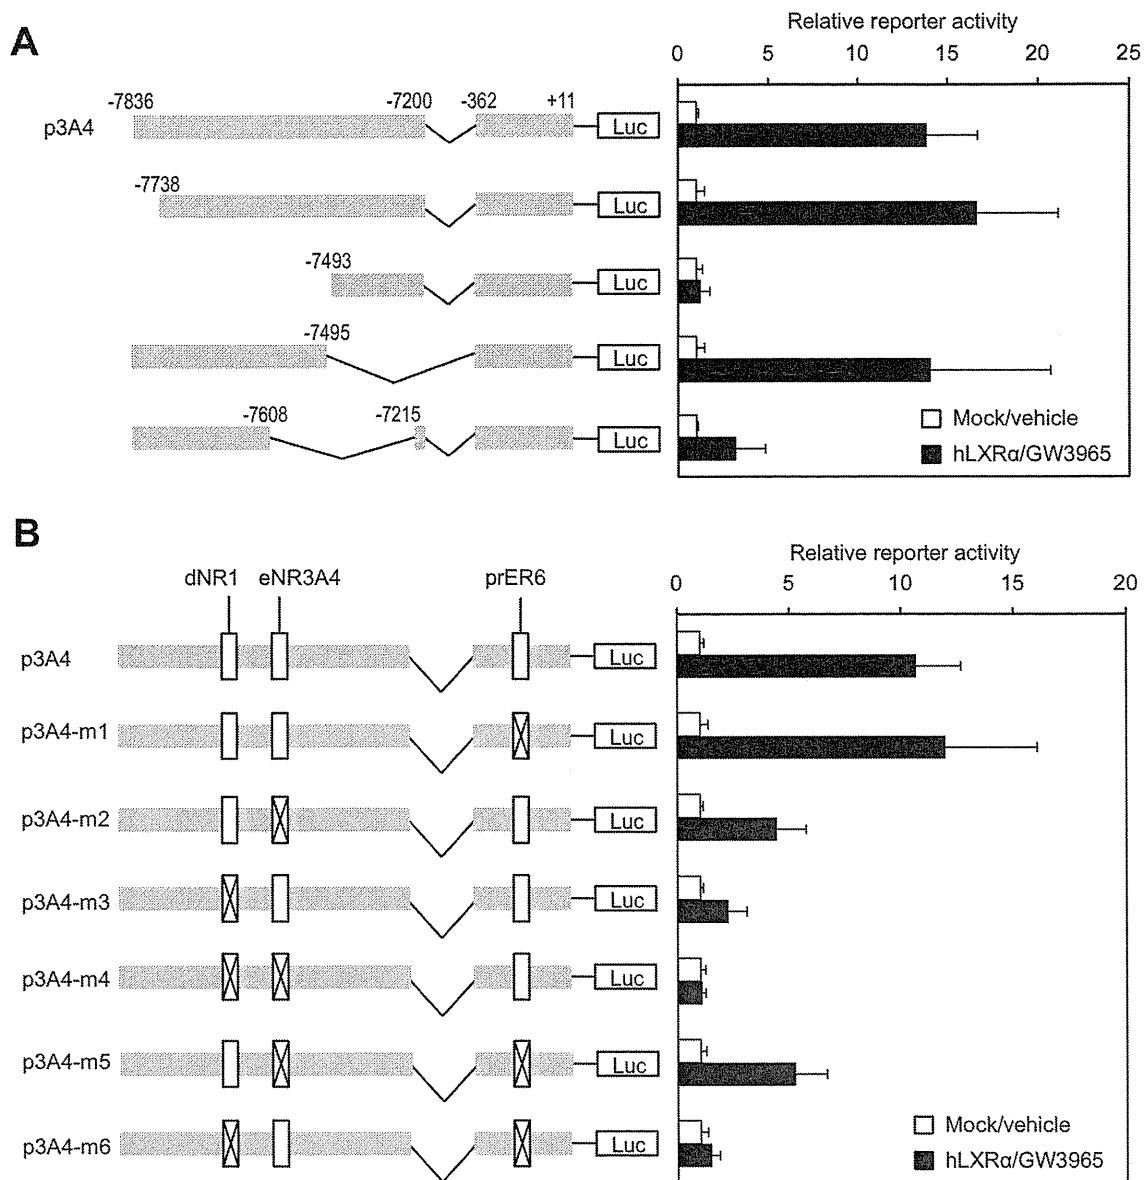 A
Relative reporter activity
0 5 10 15 20 25
-7836 -7200 -362 +11
p3A4 Luc
-7738
Luc
-7493
Luc
-7495
Luc
-7608 -7215
Luc
Mock/vehicle
hLXRα/GW3965
B
Relative reporter activity
dNR1 eNR3A4 prER6
0 5 10 15 20
p3A4 Luc
p3A4-m1 Luc
p3A4-m2 Luc
p3A4-m3 Luc
p3A4-m4 Luc
p3A4-m5 Luc
p3A4-m6 Luc
Mock/vehicle
hLXRα/GW3965